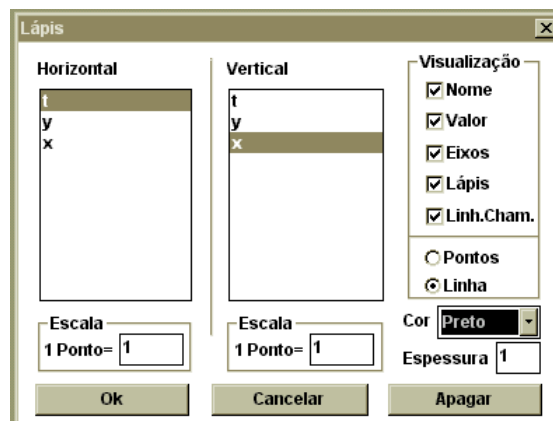 Lápis
Horizontal
t
y
x
Escala
1 Ponto= 1
Vertical
t
y
x
Escala
1 Ponto= 1
Visualização
Nome
Valor
Eixos
Lápis
Linh.Cham.
Pontos
Linha
Cor Preto
Espessura 1
Ok
Cancelar
Apagar